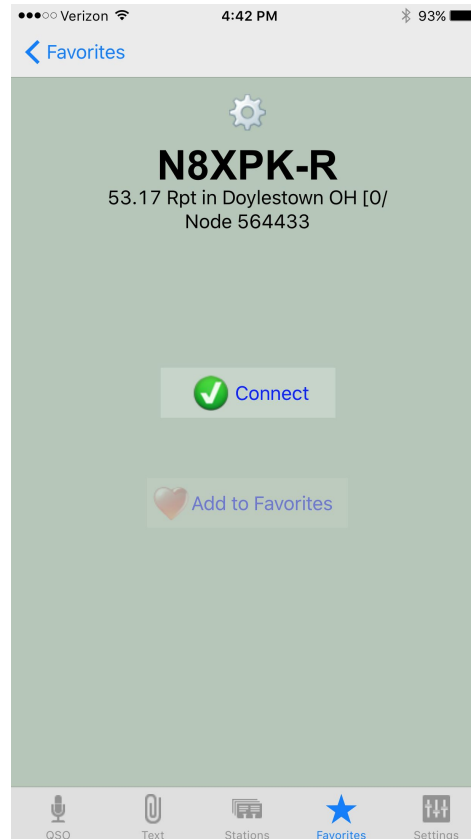 Verizon 4:42 PM 93%
Favorites
N8XPK-R
53.17 Rpt in Doylestown OH [0/
Node 564433
Connect
Add to Favorites
QSO Text Stations Favorites Settings